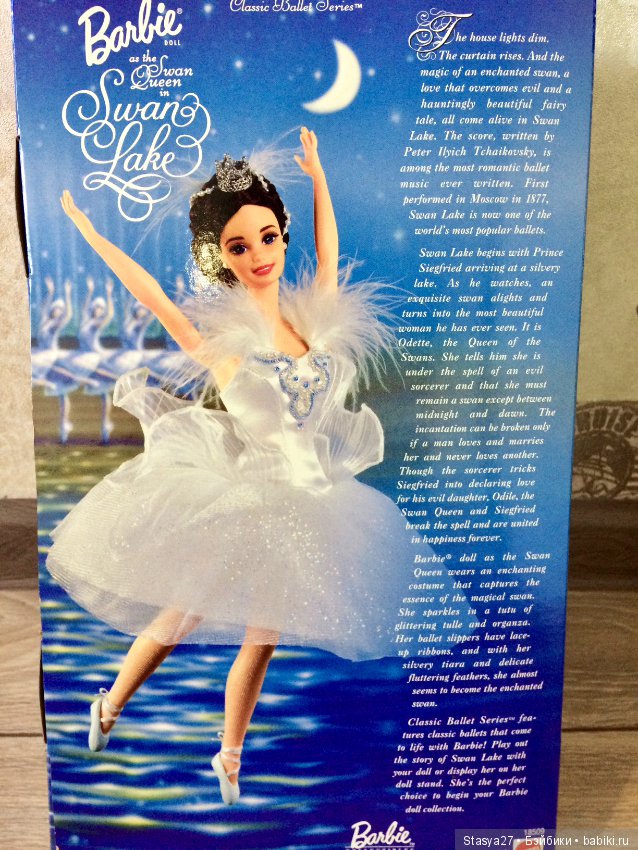 Classic Ballet Series™
Barbie
DOLL
as the
Swan
Queen
in
Swan
Lake
The house lights dim.
The curtain rises. And the
magic of an enchanted swan, a
love that overcomes evil and a
hauntingly beautiful fairy
tale, all come alive in Swan
Lake. The score, written by
Peter Ilyich Tchaikovsky, is
among the most romantic ballet
music ever written. First
performed in Moscow in 1877,
Swan Lake is now one of the
world's most popular ballets.
Swan Lake begins with Prince
Siegfried arriving at a silvery
lake. As he watches, an
exquisite swan alights and
turns into the most beautiful
woman he has ever seen. It is
Odette, the Queen of the
Swans. She tells him she is
under the spell of an evil
sorcerer and that she must
remain a swan except between
midnight and dawn. The
incantation can be broken only
if a man loves and marries
her and never loves another.
Though the sorcerer tricks
Siegfried into declaring love
for his evil daughter, Odile, the
Swan Queen and Siegfried
break the spell and are united
in happiness forever.
Barbie® doll as the Swan
Queen wears an enchanting
costume that captures the
essence of the magical swan.
She sparkles in a tutu of
glittering tulle and organza.
Her ballet slippers have lace-
up ribbons, and with her
silvery tiara and delicate
fluttering feathers, she almost
seems to become the enchanted
swan.
Classic Ballet Series™ fea-
tures classic ballets that come
to life with Barbie! Play out
the story of Swan Lake with
your doll or display her on her
doll stand. She's the perfect
choice to begin your Barbie
doll collection.
Barbie
18509
Stasya27 • Бэйбики • babiki.ru